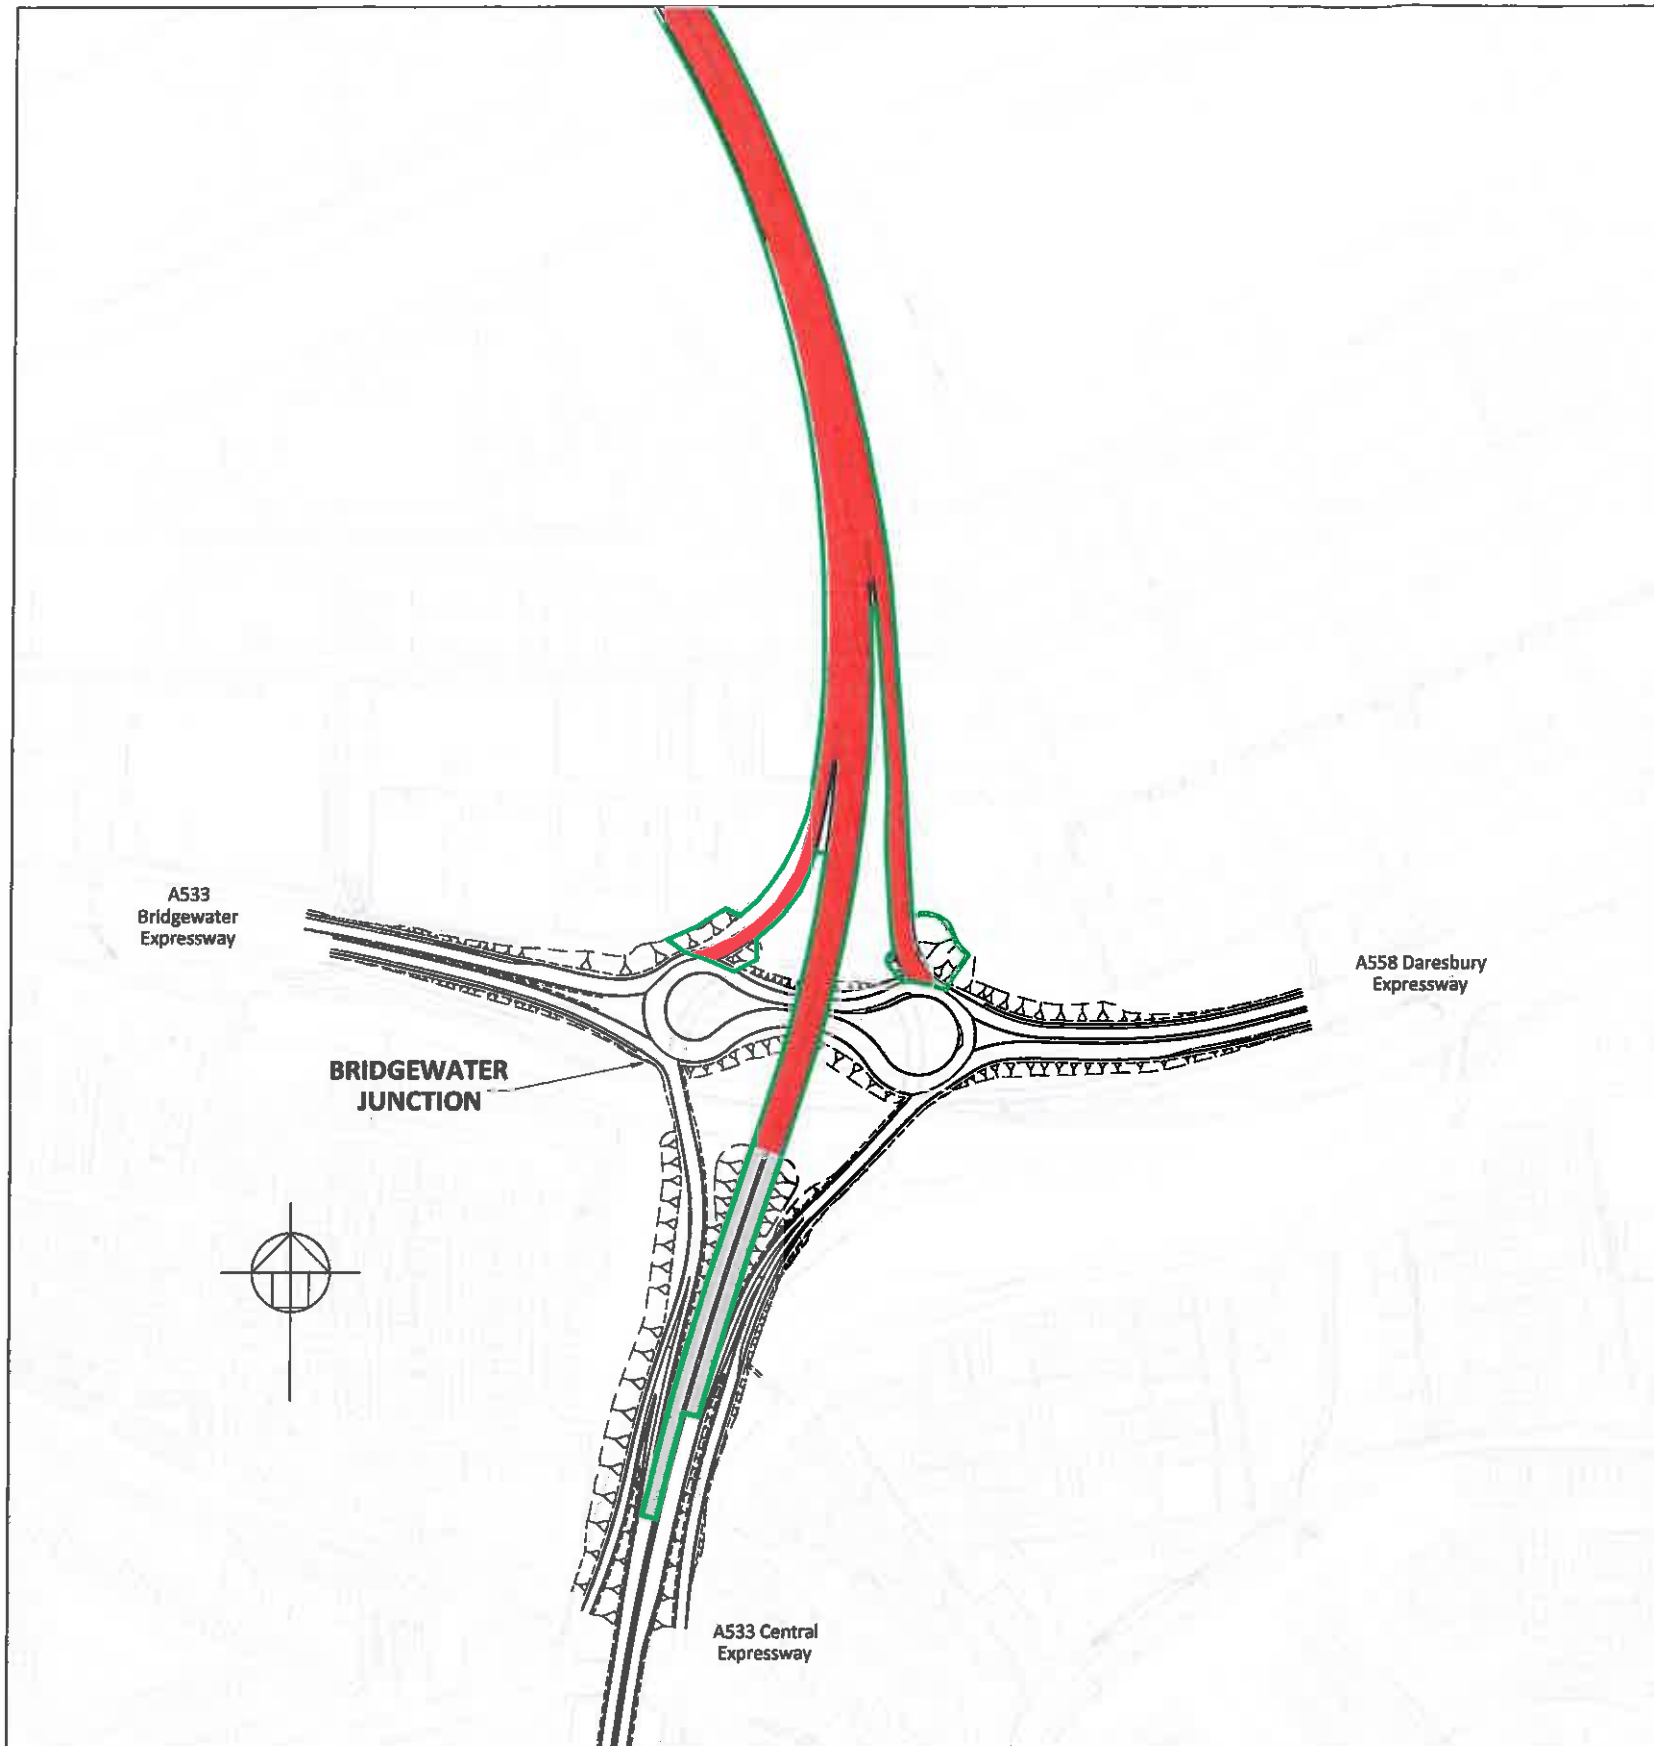 A533
Bridgewater
Expressway
A558 Daresbury
Expressway
BRIDGEWATER
JUNCTION
A533 Central
Expressway